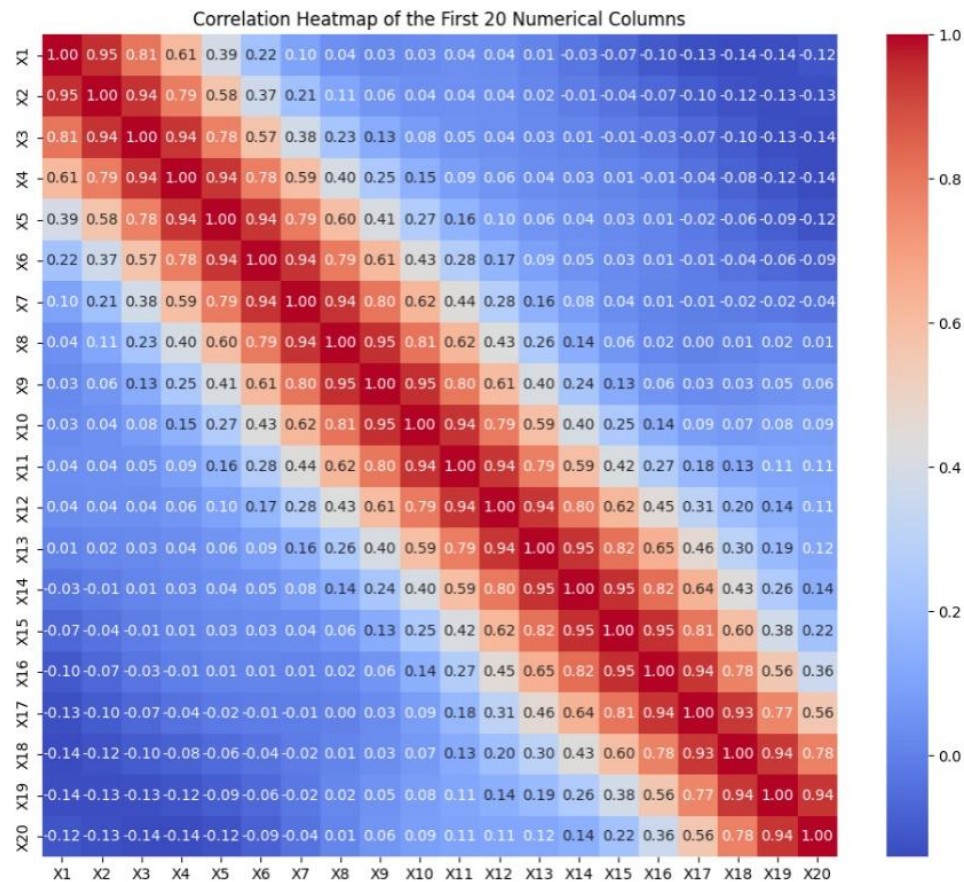 Correlation Heatmap of the First 20 Numerical Columns
X1 1.00 0.95 0.81 0.61 0.39 0.22 0.10 0.04 0.03 0.03 0.04 0.04 0.01 -0.03 -0.07 -0.10 -0.13 -0.14 -0.14 -0.12
X2 0.95 1.00 0.94 0.79 0.58 0.37 0.21 0.11 0.06 0.04 0.04 0.04 0.02 -0.01 -0.04 -0.07 -0.10 -0.12 -0.13 -0.13
X3 0.81 0.94 1.00 0.94 0.78 0.57 0.38 0.23 0.13 0.08 0.05 0.04 0.03 0.01 -0.01 -0.03 -0.07 -0.10 -0.13 -0.14
X4 0.61 0.79 0.94 1.00 0.94 0.78 0.59 0.40 0.25 0.15 0.09 0.06 0.04 0.03 0.01 -0.01 -0.04 -0.08 -0.12 -0.14
X5 0.39 0.58 0.78 0.94 1.00 0.94 0.79 0.60 0.41 0.27 0.16 0.10 0.06 0.04 0.03 0.01 -0.02 -0.06 -0.09 -0.12
X6 0.22 0.37 0.57 0.78 0.94 1.00 0.94 0.79 0.61 0.43 0.28 0.17 0.09 0.05 0.03 0.01 -0.01 -0.04 -0.06 -0.09
X7 0.10 0.21 0.38 0.59 0.79 0.94 1.00 0.94 0.80 0.62 0.44 0.28 0.16 0.08 0.04 0.01 -0.01 -0.02 -0.02 -0.04
X8 0.04 0.11 0.23 0.40 0.60 0.79 0.94 1.00 0.95 0.81 0.62 0.43 0.26 0.14 0.06 0.02 0.00 0.01 0.02 0.01
X9 0.03 0.06 0.13 0.25 0.41 0.61 0.80 0.95 1.00 0.95 0.80 0.61 0.40 0.24 0.13 0.06 0.03 0.03 0.05 0.06
X10 0.03 0.04 0.08 0.15 0.27 0.43 0.62 0.81 0.95 1.00 0.94 0.79 0.59 0.40 0.25 0.14 0.09 0.07 0.08 0.09
X11 0.04 0.04 0.05 0.09 0.16 0.28 0.44 0.62 0.80 0.94 1.00 0.94 0.79 0.59 0.42 0.27 0.18 0.13 0.11 0.11
X12 0.04 0.04 0.04 0.06 0.10 0.17 0.28 0.43 0.61 0.79 0.94 1.00 0.94 0.80 0.62 0.45 0.31 0.20 0.14 0.11
X13 0.01 0.02 0.03 0.04 0.06 0.09 0.16 0.26 0.40 0.59 0.79 0.94 1.00 0.95 0.82 0.65 0.46 0.30 0.19 0.12
X14 -0.03 -0.01 0.01 0.03 0.04 0.05 0.08 0.14 0.24 0.40 0.59 0.80 0.95 1.00 0.95 0.82 0.64 0.43 0.26 0.14
X15 -0.07 -0.04 -0.01 0.01 0.03 0.03 0.04 0.06 0.13 0.25 0.42 0.62 0.82 0.95 1.00 0.95 0.81 0.60 0.38 0.22
X16 -0.10 -0.07 -0.03 -0.01 0.01 0.01 0.01 0.02 0.06 0.14 0.27 0.45 0.65 0.82 0.95 1.00 0.94 0.78 0.56 0.36
X17 -0.13 -0.10 -0.07 -0.04 -0.02 -0.01 -0.01 0.00 0.03 0.09 0.18 0.31 0.46 0.64 0.81 0.94 1.00 0.93 0.77 0.56
X18 -0.14 -0.12 -0.10 -0.08 -0.06 -0.04 -0.02 0.01 0.03 0.07 0.13 0.20 0.30 0.43 0.60 0.78 0.93 1.00 0.94 0.78
X19 -0.14 -0.13 -0.13 -0.12 -0.09 -0.06 -0.02 0.02 0.05 0.08 0.11 0.14 0.19 0.26 0.38 0.56 0.77 0.94 1.00 0.94
X20 -0.12 -0.13 -0.14 -0.14 -0.12 -0.09 -0.04 0.01 0.06 0.09 0.11 0.11 0.12 0.14 0.22 0.36 0.56 0.78 0.94 1.00
X1 X2 X3 X4 X5 X6 X7 X8 X9 X10 X11 X12 X13 X14 X15 X16 X17 X18 X19 X20
1.0
0.8
0.6
0.4
0.2
0.0